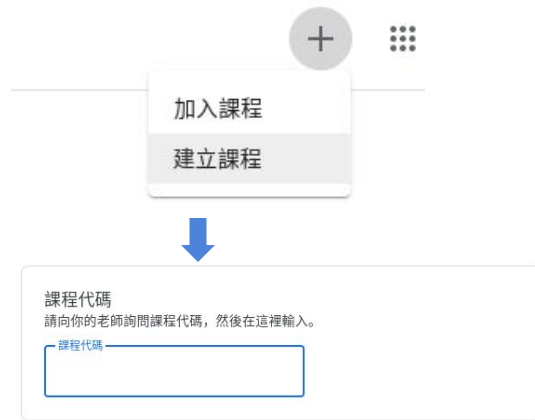 加入課程
建立課程
課程代碼
請向你的老師詢問課程代碼，然後在這裡輸入。
課程代碼